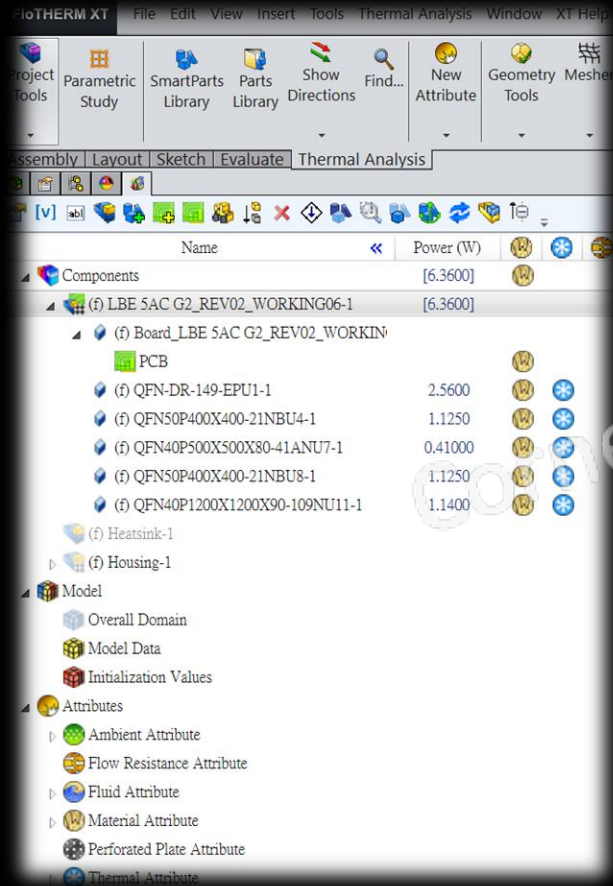 FloTHERM XT File Edit View Insert Tools Thermal Analysis Window XT Help
Project Tools
Parametric Study
SmartParts Library
Parts Library
Show Directions
Find...
New Attribute
Geometry Tools
Mesher
Assembly Layout Sketch Evaluate Thermal Analysis
[v] abl
Name « Power (W)
Components [6.3600]
(f) LBE 5AC G2_REV02_WORKING06-1 [6.3600]
(f) Board_LBE 5AC G2_REV02_WORKIN
PCB
(f) QFN-DR-149-EPU1-1 2.5600
(f) QFN50P400X400-21NBU4-1 1.1250
(f) QFN40P500X500X80-41ANU7-1 0.41000
(f) QFN50P400X400-21NBU8-1 1.1250
(f) QFN40P1200X1200X90-109NU11-1 1.1400
(f) Heatsink-1
(f) Housing-1
Model
Overall Domain
Model Data
Initialization Values
Attributes
Ambient Attribute
Flow Resistance Attribute
Fluid Attribute
Material Attribute
Perforated Plate Attribute
Thermal Attribute